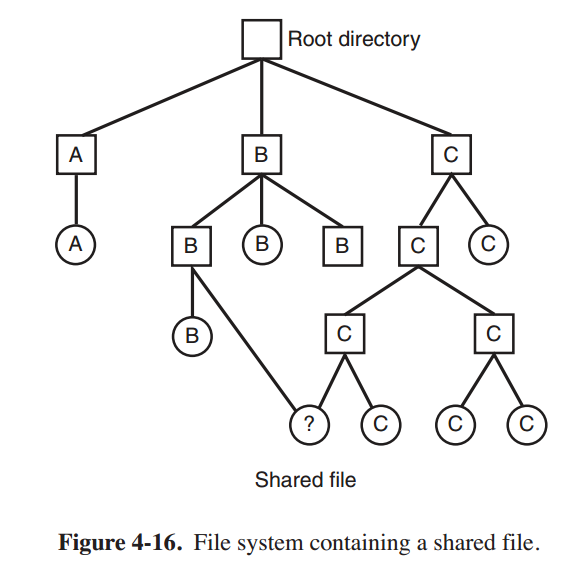 Root directory
A B C
A B B B C C
B C C
? C C C
Shared file
Figure 4-16. File system containing a shared file.